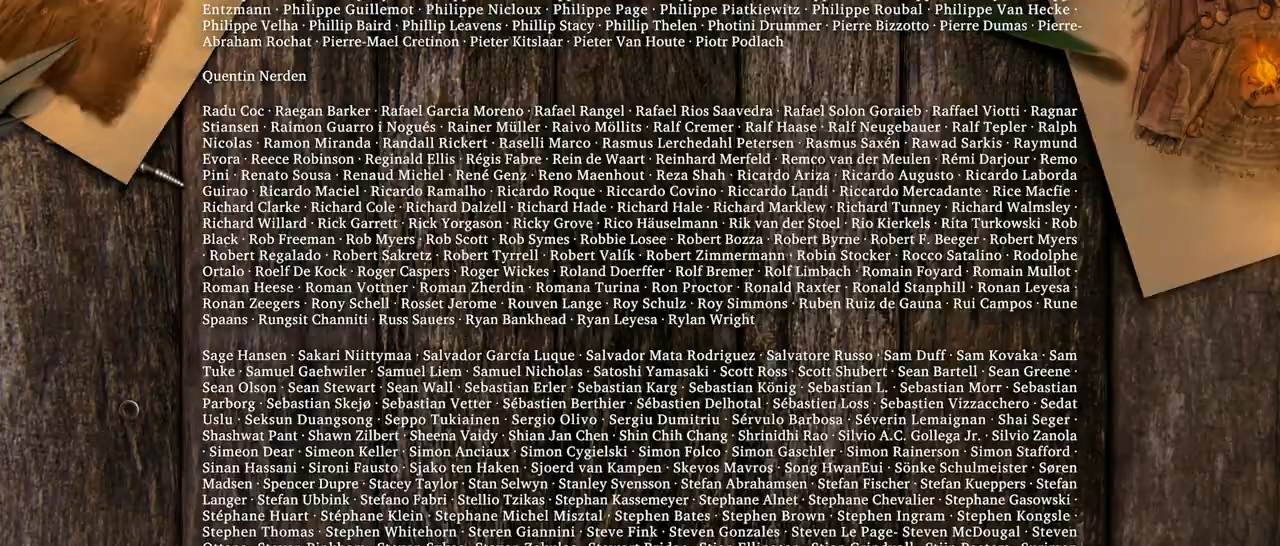 Entzmann · Philippe Guillemot · Philippe Nicloux · Philippe Page · Philippe Piatkiewitz · Philippe Roubal · Philippe Van Hecke ·
Philippe Velha · Phillip Baird · Phillip Leavens · Phillip Stacy · Phillip Thelen · Photini Drummer · Pierre Bizzotto · Pierre Dumas · Pierre-
Abraham Rochat · Pierre-Mael Cretinon · Pieter Kitslaar · Pieter Van Houte · Piotr Podlach
Quentin Nerden
Radu Coc · Raegan Barker · Rafael Garcia Moreno · Rafael Rangel · Rafael Rios Saavedra · Rafael Solon Goraieb · Raffael Viotti · Ragnar
Stiansen · Raimon Guarro i Nogués · Rainer Müller · Raivo Möllits · Ralf Cremer · Ralf Haase · Ralf Neugebauer · Ralf Tepler · Ralph
Nicolas · Ramon Miranda · Randall Rickert · Raselli Marco · Rasmus Lerchedahl Petersen · Rasmus Saxén · Rawad Sarkis · Raymund
Evora · Reece Robinson · Reginald Ellis · Régis Fabre · Rein de Waart · Reinhard Merfeld · Remco van der Meulen · Rémi Darjour · Remo
Pini · Renato Sousa · Renaud Michel · René Genz · Reno Maenhout · Reza Shah · Ricardo Ariza · Ricardo Augusto · Ricardo Laborda
Guirao · Ricardo Maciel · Ricardo Ramalho · Ricardo Roque · Riccardo Covino · Riccardo Landi · Riccardo Mercadante · Rice Macfie ·
Richard Clarke · Richard Cole · Richard Dalzell · Richard Hade · Richard Hale · Richard Marklew · Richard Tunney · Richard Walmsley ·
Richard Willard · Rick Garrett · Rick Yorgason · Ricky Grove · Rico Häuselmann · Rik van der Stoel · Rio Kierkels · Rita Turkowski · Rob
Black · Rob Freeman · Rob Myers · Rob Scott · Rob Symes · Robbie Losee · Robert Bozza · Robert Byrne · Robert F. Beeger · Robert Myers
· Robert Regalado · Robert Sakretz · Robert Tyrrell · Robert Valík · Robert Zimmermann · Robin Stocker · Rocco Satalino · Rodolphe
Ortalo · Roelf De Kock · Roger Caspers · Roger Wickes · Roland Doerffer · Rolf Bremer · Rolf Limbach · Romain Foyard · Romain Mullot ·
Roman Heese · Roman Vottner · Roman Zherdin · Romana Turina · Ron Proctor · Ronald Raxter · Ronald Stanphill · Ronan Leyesa ·
Ronan Zeegers · Rony Schell · Rosset Jerome · Rouven Lange · Roy Schulz · Roy Simmons · Ruben Ruiz de Gauna · Rui Campos · Rune
Spaans · Rungsit Channiti · Russ Sauers · Ryan Bankhead · Ryan Leyesa · Rylan Wright
Sage Hansen · Sakari Niittymaa · Salvador García Luque · Salvador Mata Rodriguez · Salvatore Russo · Sam Duff · Sam Kovaka · Sam
Tuke · Samuel Gaehwiler · Samuel Liem · Samuel Nicholas · Satoshi Yamasaki · Scott Ross · Scott Shubert · Sean Bartell · Sean Greene ·
Sean Olson · Sean Stewart · Sean Wall · Sebastian Erler · Sebastian Karg · Sebastian König · Sebastian L. · Sebastian Morr · Sebastian
Parborg · Sebastian Skejø · Sebastian Vetter · Sébastien Berthier · Sébastien Delhotal · Sébastien Loss · Sebastien Vizzacchero · Sedat
Uslu · Seksun Duangsong · Seppo Tukiainen · Sergio Olivo · Sergiu Dumitriu · Sérvulo Barbosa · Séverin Lemaignan · Shai Seger ·
Shashwat Pant · Shawn Zilbert · Sheena Vaidy · Shian Jan Chen · Shin Chih Chang · Shrinidhi Rao · Silvio A.C. Gollega Jr. · Silvio Zanola
· Simeon Dear · Simeon Keller · Simon Anciaux · Simon Cygielski · Simon Folco · Simon Gaschler · Simon Rainerson · Simon Stafford ·
Sinan Hassani · Sironi Fausto · Sjako ten Haken · Sjoerd van Kampen · Skevos Mavros · Song HwanEui · Sönke Schulmeister · Søren
Madsen · Spencer Dupre · Stacey Taylor · Stan Selwyn · Stanley Svensson · Stefan Abrahamsen · Stefan Fischer · Stefan Kueppers · Stefan
Langer · Stefan Ubbink · Stefano Fabri · Stellio Tzikas · Stephan Kassemeyer · Stephane Alnet · Stephane Chevalier · Stephane Gasowski ·
Stéphane Huart · Stéphane Klein · Stephane Michel Misztal · Stephen Bates · Stephen Brown · Stephen Ingram · Stephen Kongsle ·
Stephen Thomas · Stephen Whitehorn · Steren Giannini · Steve Fink · Steven Gonzales · Steven Le Page- Steven McDougal · Steven